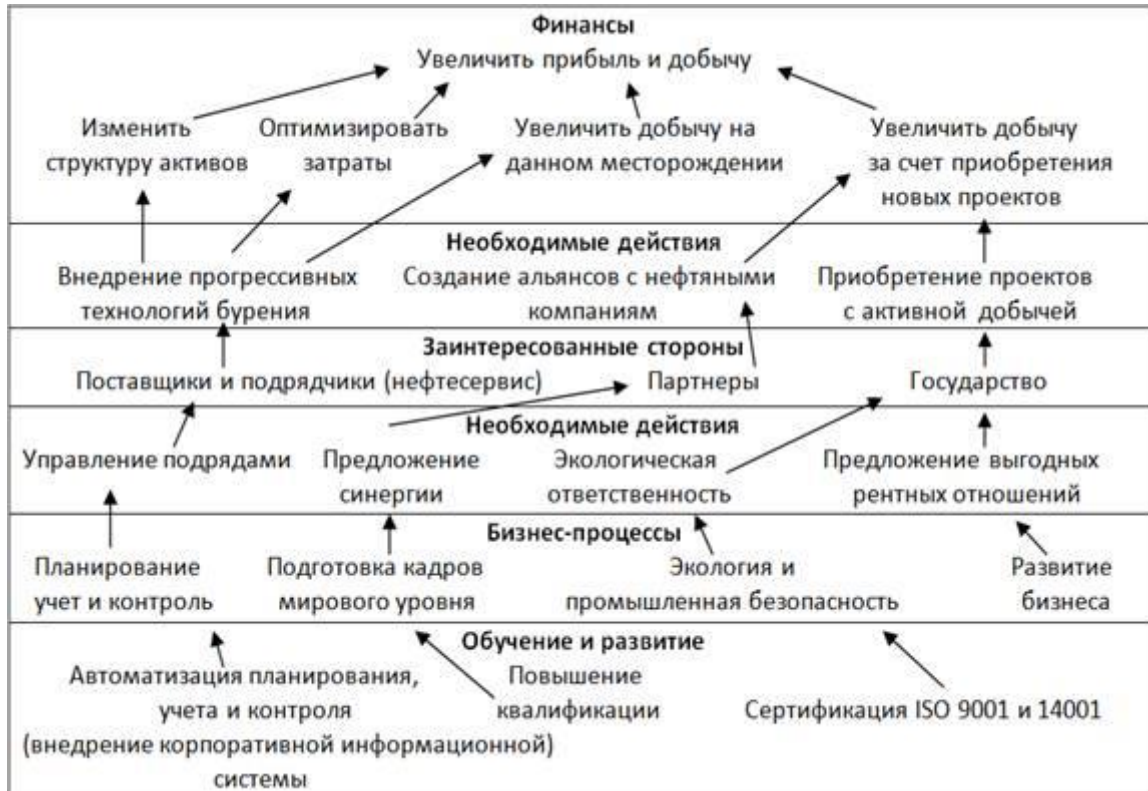 Финансы
Увеличить прибыль и добычу
Изменить
структуру активов
Оптимизировать
затраты
Увеличить добычу на
данном месторождении
Увеличить добычу
за счет приобретения
новых проектов
Необходимые действия
Внедрение прогрессивных
технологий бурения
Создание альянсов с нефтяными
компаниям
Приобретение проектов
с активной добычей
Заинтересованные стороны
Поставщики и подрядчики (нефтесервис)
Партнеры
Государство
Необходимые действия
Управление подрядами
Предложение
синергии
Экологическая
ответственность
Предложение выгодных
рентных отношений
Бизнес-процессы
Планирование
учет и контроль
Подготовка кадров
мирового уровня
Экология и
промышленная безопасность
Развитие
бизнеса
Обучение и развитие
Автоматизация планирования,
учета и контроля
(внедрение корпоративной информационной)
системы
Повышение
квалификации
Сертификация ISO 9001 и 14001